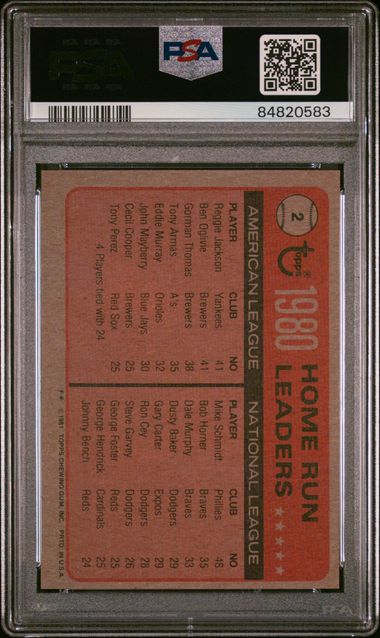 PSA
PSA
84820583
2
Topps®
1980 HOME RUN
LEADERS
AMERICAN LEAGUE
PLAYER CLUB NO
Reggie Jackson Yankees 41
Ben Oglivie Brewers 41
Gorman Thomas Brewers 38
Tony Armas A's 35
Eddie Murray Orioles 32
John Mayberry Blue Jays 30
Cecil Cooper Brewers 25
Tony Perez Red Sox 25
4 Players tied with 24
NATIONAL LEAGUE
PLAYER CLUB NO
Mike Schmidt Phillies 48
Bob Horner Braves 35
Dale Murphy Braves 33
Dusty Baker Dodgers 29
Gary Carter Expos 29
Ron Cey Dodgers 28
Steve Garvey Dodgers 26
George Foster Reds 25
George Hendrick Cardinals 25
Johnny Bench Reds 24
© 1981 TOPPS CHEWING GUM, INC. PRTD. IN U.S.A.